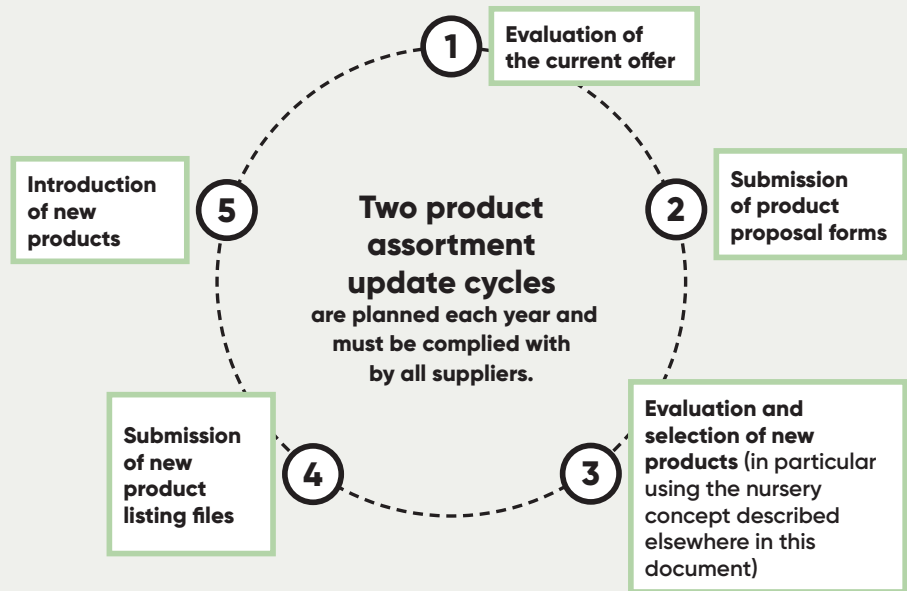 1
Evaluation of
the current offer
2
Submission
of product
proposal forms
3
Evaluation and
selection of new
products (in particular
using the nursery
concept described
elsewhere in this
document)
4
Submission
of new
product
listing files
5
Introduction
of new
products
Two product
assortment
update cycles
are planned each year and
must be complied with
by all suppliers.